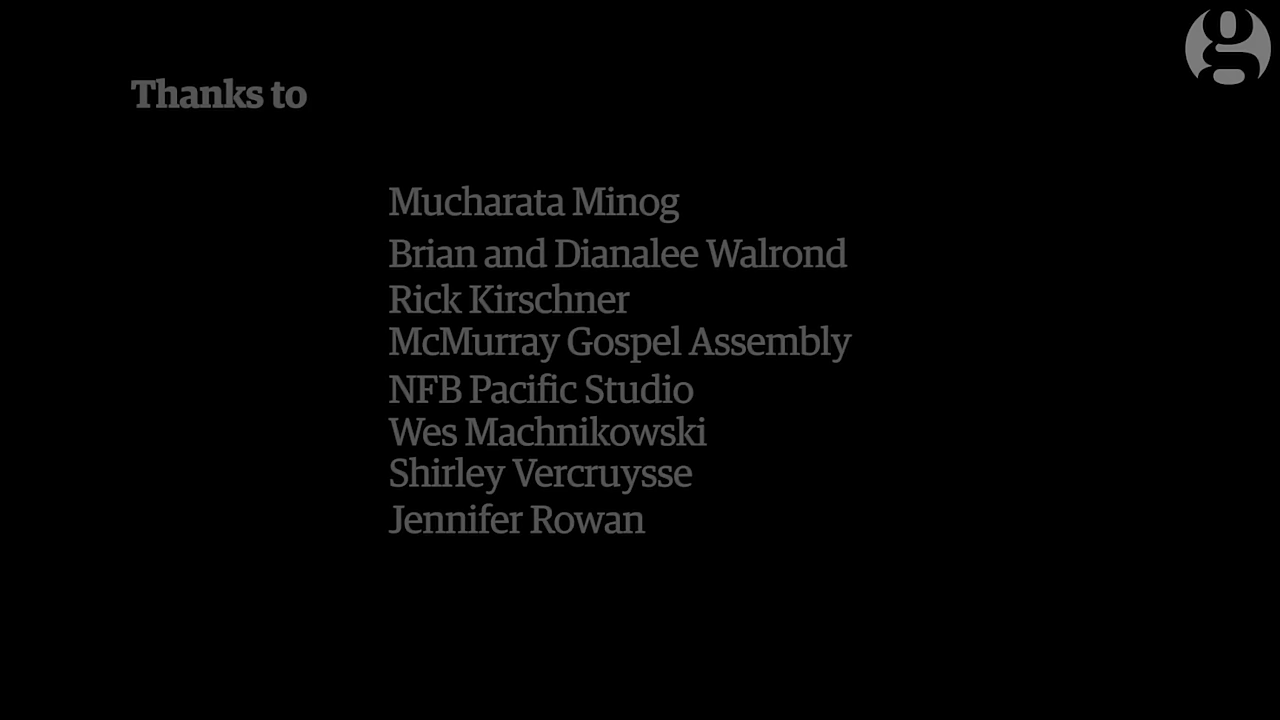 Thanks to
Mucharata Minog
Brian and Dianalee Walrond
Rick Kirschner
McMurray Gospel Assembly
NFB Pacific Studio
Wes Machnikowski
Shirley Vercruysse
Jennifer Rowan